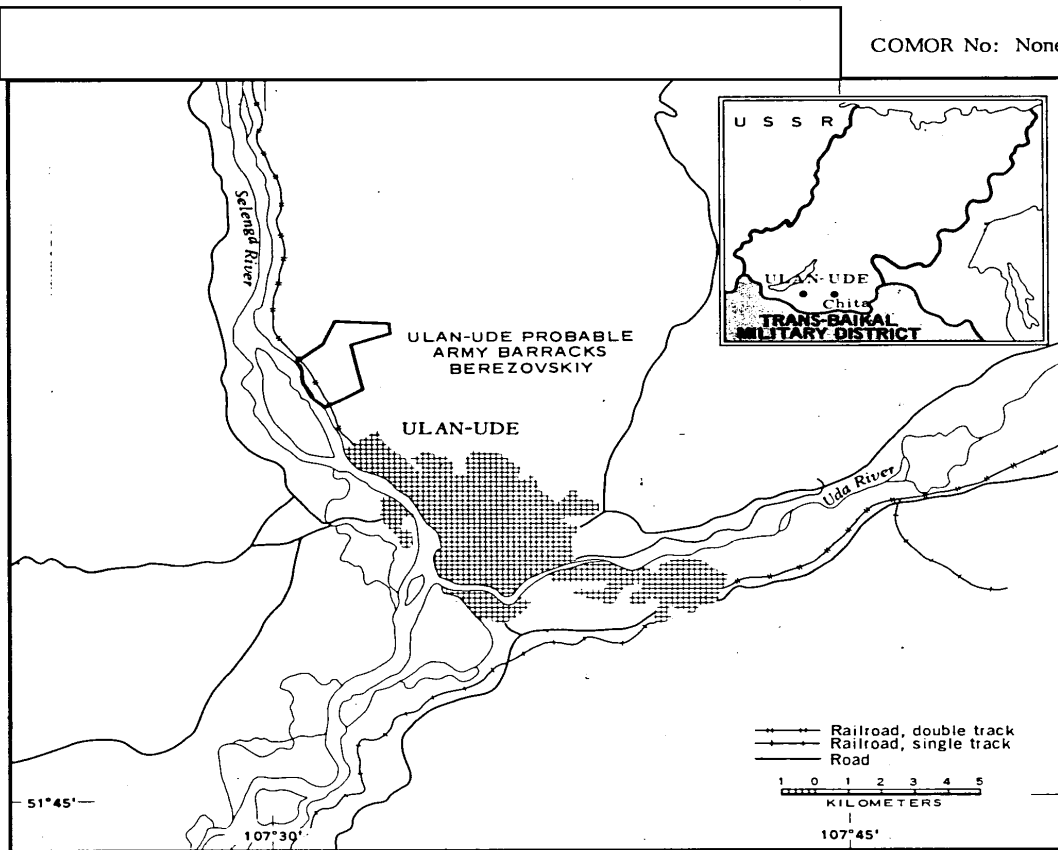 COMOR No: None
U S S R
ULAN-UDE
Chita
TRANS-BAIKAL
MILITARY DISTRICT
Selenga River
ULAN-UDE PROBABLE
ARMY BARRACKS
BEREZOVSKIY
ULAN-UDE
Uda River
Railroad, double track
Railroad, single track
Road
1 0 1 2 3 4 5
KILOMETERS
51°45'
107°30'
107°45'